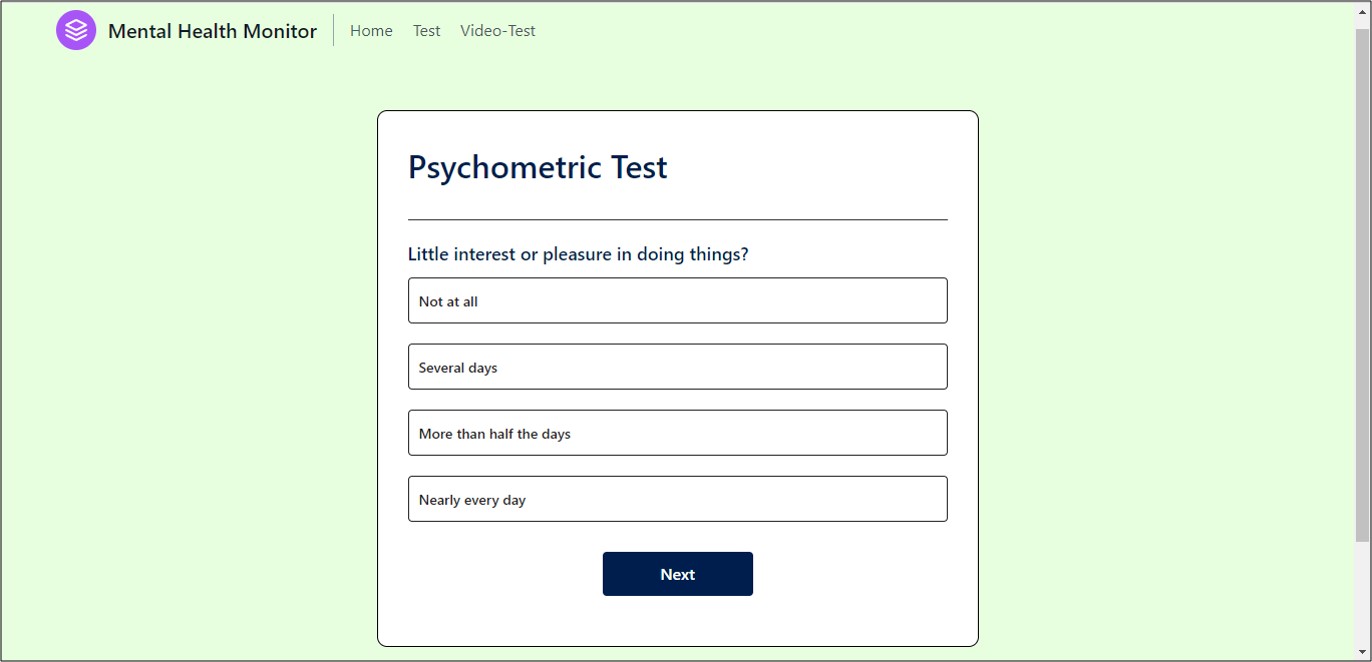 Mental Health Monitor Home Test Video-Test
Psychometric Test
Little interest or pleasure in doing things?
Not at all
Several days
More than half the days
Nearly every day
Next